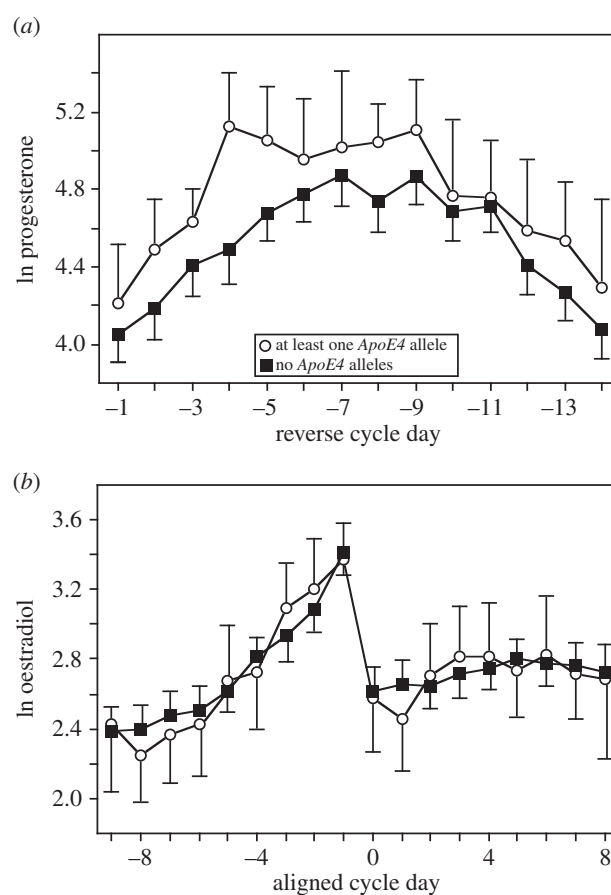 (a)
ln progesterone
5.2
4.8
4.4
4.0
at least one ApoE4 allele
no ApoE4 alleles
–1 –3 –5 –7 –9 –11 –13
reverse cycle day
(b)
ln oestradiol
3.6
3.2
2.8
2.4
2.0
–8 –4 0 4 8
aligned cycle day